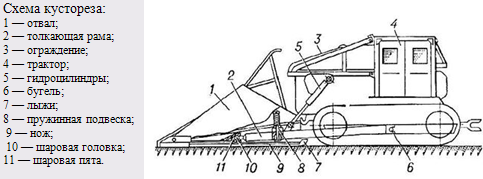 Схема кустореза:
1 — отвал;
2 — толкающая рама;
3 — ограждение;
4 — трактор;
5 — гидроцилиндры;
6 — бугель;
7 — лыжи;
8 — пружинная подвеска;
9 — нож;
10 — шаровая головка;
11 — шаровая пята.
3
4
5
1
2
11
10
9
8
7
6